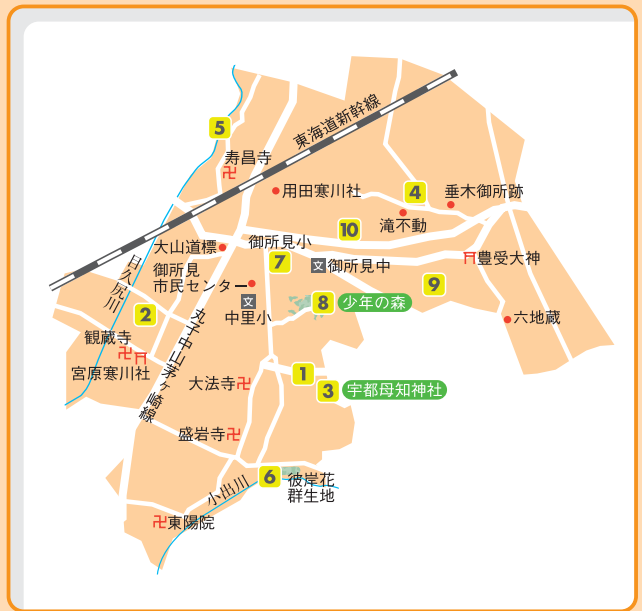 東海道新幹線
5
寿昌寺
用田寒川社
4
垂木御所跡
滝不動
10
大山道標
御所見小
7
文 御所見中
豊受大神
御所見
市民センター
日久尻川
9
8
少年の森
文
中里小
2
丸子中山茅ヶ崎線
六地蔵
観蔵寺
宮原寒川社
1
大法寺
3
宇都母知神社
盛岩寺
6
彼岸花
群生地
小出川
東陽院